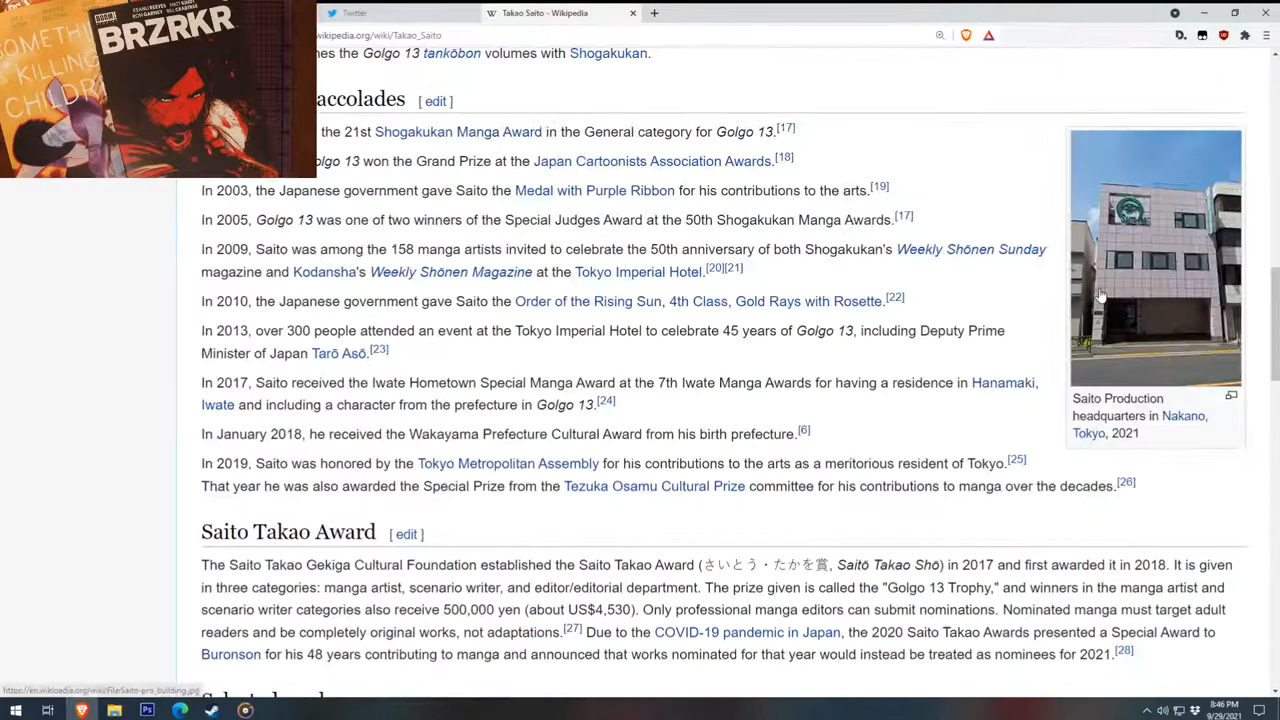 SOMETHI
KILLING
CHILDR
BOOM!
KEANU REEVES
MATT KINDT
RON GARNEY
BILL CRABTREE
BRZRKR
Twitter
W Takao Saito - Wikipedia × +
wikipedia.org/wiki/Takao_Saito
nes the Golgo 13 tankōbon volumes with Shogakukan.
accolades [ edit ]
the 21st Shogakukan Manga Award in the General category for Golgo 13.[17]
olgo 13 won the Grand Prize at the Japan Cartoonists Association Awards.[18]
In 2003, the Japanese government gave Saito the Medal with Purple Ribbon for his contributions to the arts.[19]
In 2005, Golgo 13 was one of two winners of the Special Judges Award at the 50th Shogakukan Manga Awards.[17]
In 2009, Saito was among the 158 manga artists invited to celebrate the 50th anniversary of both Shogakukan's Weekly Shōnen Sunday
magazine and Kodansha's Weekly Shōnen Magazine at the Tokyo Imperial Hotel.[20][21]
In 2010, the Japanese government gave Saito the Order of the Rising Sun, 4th Class, Gold Rays with Rosette.[22]
In 2013, over 300 people attended an event at the Tokyo Imperial Hotel to celebrate 45 years of Golgo 13, including Deputy Prime
Minister of Japan Tarō Asō.[23]
In 2017, Saito received the Iwate Hometown Special Manga Award at the 7th Iwate Manga Awards for having a residence in Hanamaki,
Iwate and including a character from the prefecture in Golgo 13.[24]
In January 2018, he received the Wakayama Prefecture Cultural Award from his birth prefecture.[6]
In 2019, Saito was honored by the Tokyo Metropolitan Assembly for his contributions to the arts as a meritorious resident of Tokyo.[25]
That year he was also awarded the Special Prize from the Tezuka Osamu Cultural Prize committee for his contributions to manga over the decades.[26]
Saito Production
headquarters in Nakano,
Tokyo, 2021
Saito Takao Award [ edit ]
The Saito Takao Gekiga Cultural Foundation established the Saito Takao Award (さいとう・たかを賞, Saitō Takao Shō) in 2017 and first awarded it in 2018. It is given
in three categories: manga artist, scenario writer, and editor/editorial department. The prize given is called the "Golgo 13 Trophy," and winners in the manga artist and
scenario writer categories also receive 500,000 yen (about US$4,530). Only professional manga editors can submit nominations. Nominated manga must target adult
readers and be completely original works, not adaptations.[27] Due to the COVID-19 pandemic in Japan, the 2020 Saito Takao Awards presented a Special Award to
Buronson for his 48 years contributing to manga and announced that works nominated for that year would instead be treated as nominees for 2021.[28]
https://en.wikipedia.org/wiki/File:Saito-pro_building.jpg
8:46 PM
9/29/2021